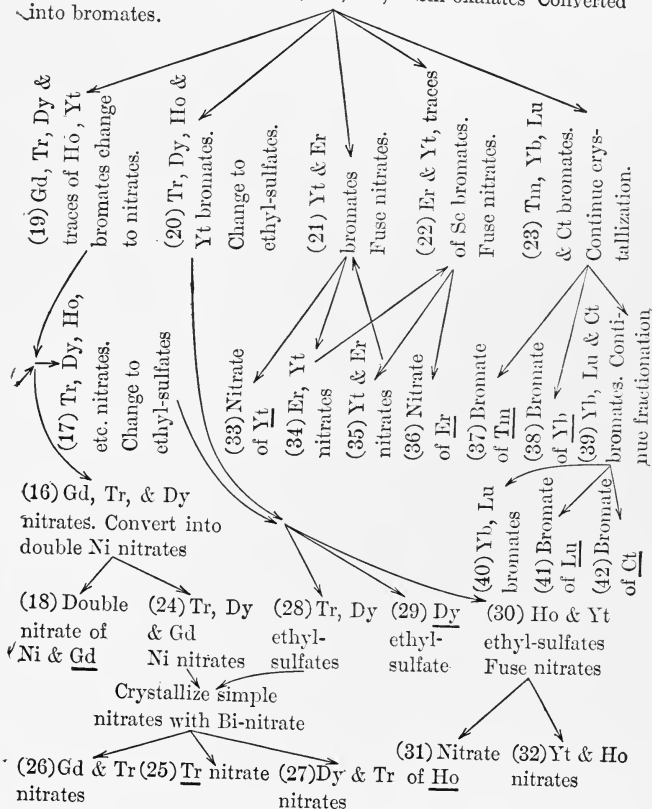 oxalates Converted
into bromates.
(19) Gd, Tr, Dy &
traces of Ho, Yt
bromates change
to nitrates.
(20) Tr, Dy, Ho &
Yt bromates.
Change to
ethyl-sulfates.
(21) Yt & Er
bromates
Fuse nitrates.
(22) Er & Yt, traces
of Sc bromates.
Fuse nitrates.
(23) Tm, Yb, Lu
& Ct bromates.
Continue crys-
tallization.
(17) Tr, Dy, Ho,
etc. nitrates.
Change to
ethyl-sulfates
(33) Nitrate
of Yt
(34) Er, Yt
nitrates
(35) Yt & Er
nitrates
(36) Nitrate
of Er
(37) Bromate
of Tm
(38) Bromate
of Yb
(39) Yb, Lu & Ct
bromates. Conti-
nue fractionation
(16) Gd, Tr, & Dy
nitrates. Convert into
double Ni nitrates
(40) Yb, Lu
bromates
(41) Bromate
of Lu
(42) Bromate
of Ct
(18) Double
nitrate of
Ni & Gd
(24) Tr, Dy
& Gd
Ni nitrates
(28) Tr, Dy
ethyl-
sulfates
(29) Dy
ethyl-
sulfate
(30) Ho & Yt
ethyl-sulfates
Fuse nitrates
Crystallize simple
nitrates with Bi-nitrate
(26) Gd & Tr
nitrates
(25) Tr nitrate
(27) Dy & Tr
nitrates
(31) Nitrate
of Ho
(32) Yt & Ho
nitrates